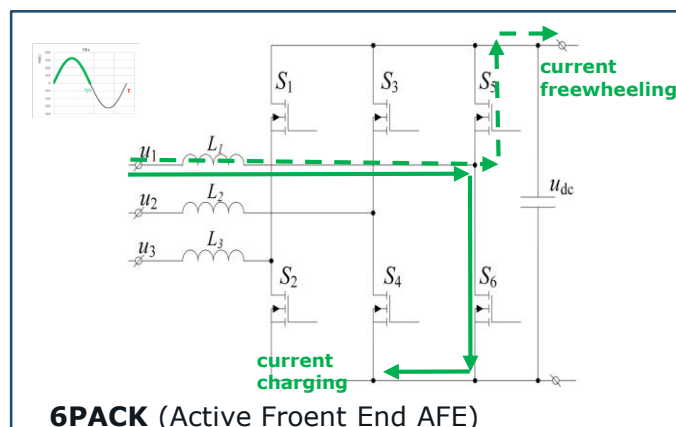 S1
S3
S5
current
freewheeling
u1
L1
udc
u2
L2
u3
L3
S2
S4
S6
current
charging
6PACK (Active Froent End AFE)